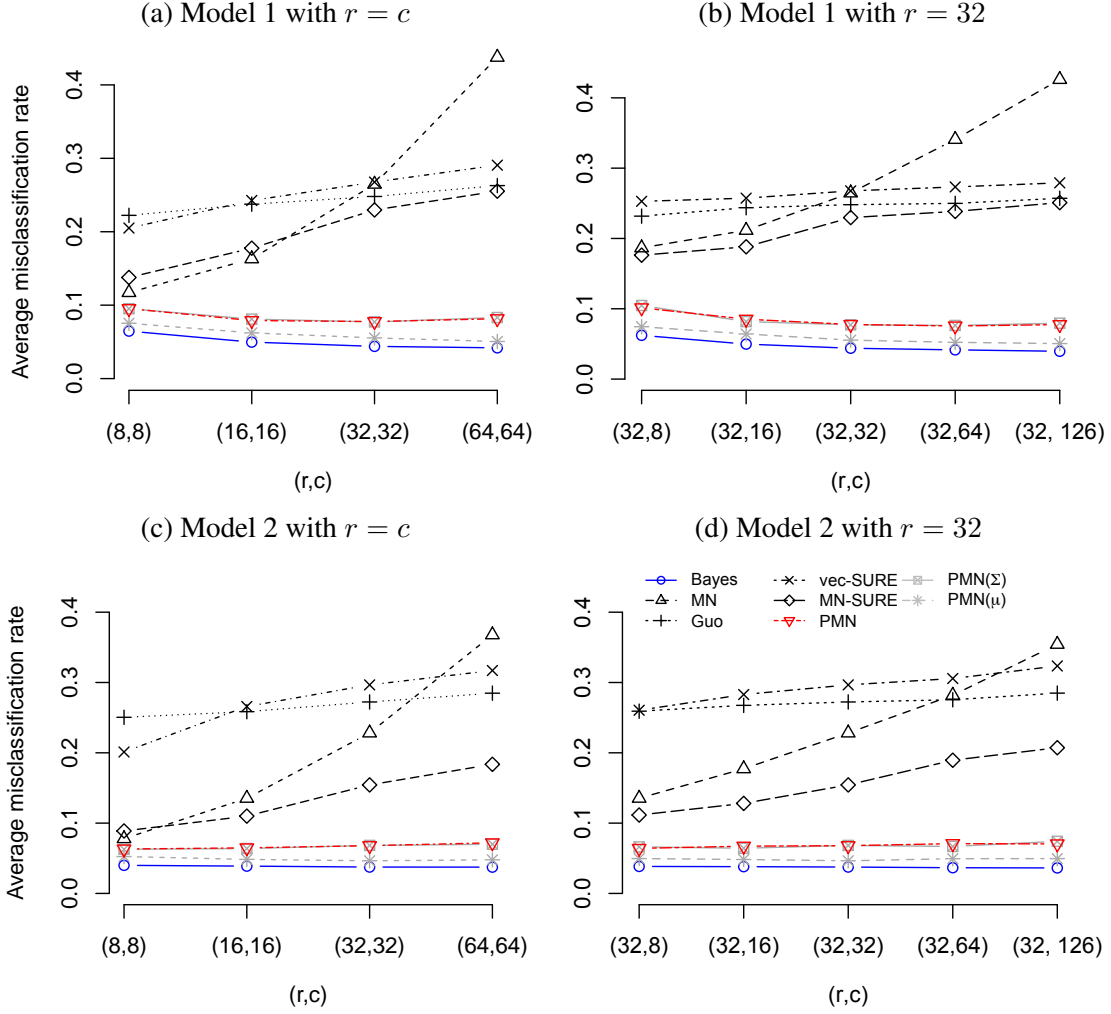 (a) Model 1 with r = c
(b) Model 1 with r = 32
Average misclassification rate
0.4
0.3
0.2
0.1
0.0
(8,8) (16,16) (32,32) (64,64)
(r,c)
0.4
0.3
0.2
0.1
0.0
(32,8) (32,16) (32,32) (32,64) (32, 126)
(r,c)
(c) Model 2 with r = c
(d) Model 2 with r = 32
Average misclassification rate
0.4
0.3
0.2
0.1
0.0
(8,8) (16,16) (32,32) (64,64)
(r,c)
Bayes vec-SURE PMN(Σ)
MN MN-SURE PMN(μ)
Guo PMN
0.4
0.3
0.2
0.1
0.0
(32,8) (32,16) (32,32) (32,64) (32, 126)
(r,c)